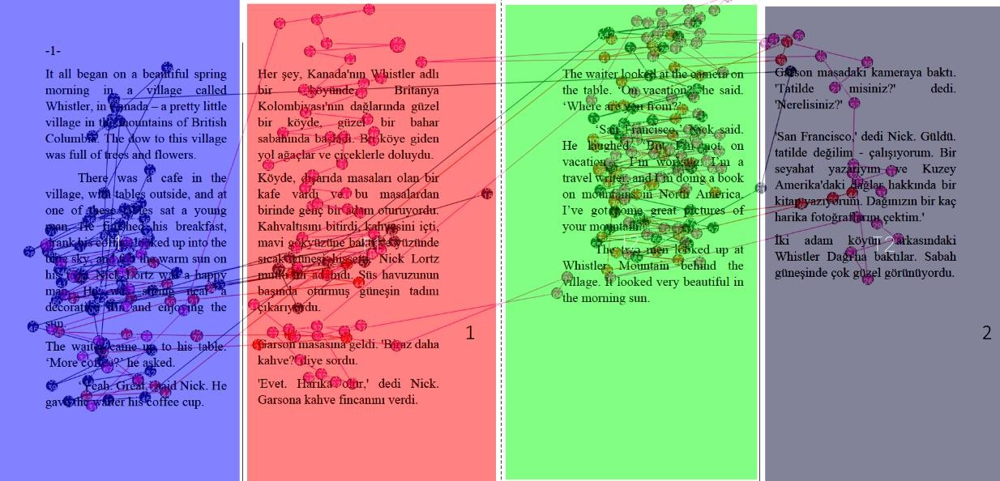 -1-
It all began on a beautiful spring
morning in a village called
Whistler, in Canada – a pretty little
village in the mountains of British
Columbia. The dow to this village
was full of trees and flowers.
There was a cafe in the
village, with tables outside, and at
one of these tables sat a young
man. He finished his breakfast,
drank his coffee, looked up into the
blue sky, and felt the warm sun on
his face. Nick Lortz was a happy
man. He was sitting near a
decorative and enjoying the
sun.
The waiter came up to his table.
‘More coffee?’ he asked.
‘Yeah. Great,’ said Nick. He
gave the waiter his coffee cup.
Her şey, Kanada'nın Whistler adlı
bir köyünde, Britanya
Kolombiyası'nın dağlarında güzel
bir köyde, güzel bir bahar
sabahında başladı. Bu köye giden
yol ağaçlar ve çiçeklerle doluydu.
Köyde, dışarıda masaları olan bir
kafe vardı ve bu masalardan
birinde genç bir adam oturuyordu.
Kahvaltısını bitirdi, kahvesini içti,
mavi gökyüzüne baktı ve yüzünde
sıcak güneşi hissetti. Nick Lortz
mutlu bir adamdı. Süs havuzunun
başında oturmuş güneşin tadını
çıkarıyordu.
Garson masasına geldi. 'Biraz daha
kahve?' diye sordu.
'Evet. Harika olur,' dedi Nick.
Garsona kahve fincanını verdi.
1
The waiter looked at the camera on
the table. ‘On vacation?’ he said.
‘Where are you from?’
‘San Francisco,’ Nick said.
He laughed. ‘But I'm not on
vacation – I'm working. I'm a
travel writer, and I'm doing a book
on mountains in North America.
I've got some great pictures of
your mountain.’
The two men looked up at
Whistler Mountain behind the
village. It looked very beautiful in
the morning sun.
Garson masadaki kameraya baktı.
'Tatilde misiniz?' dedi.
'Nerelisiniz?'
'San Francisco,' dedi Nick. Güldü.
tatilde değilim - çalışıyorum. Bir
seyahat yazarıyım ve Kuzey
Amerika'daki dağlar hakkında bir
kitap yazıyorum. Dağınızın bir kaç
harika fotoğraflarını çektim.'
İki adam köyün arkasındaki
Whistler Dağı'na baktılar. Sabah
güneşinde çok güzel görünüyordu.
T2
2